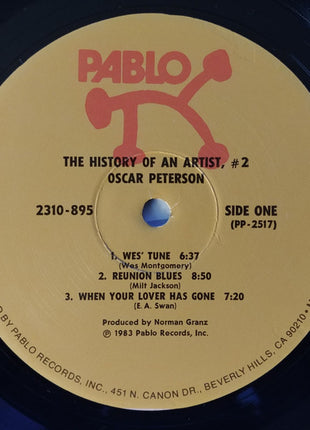 PABLO
THE HISTORY OF AN ARTIST, #2
OSCAR PETERSON
2310-895
SIDE ONE
(PP-2517)
1. WES' TUNE 6:37
(Wes Montgomery)
2. REUNION BLUES 8:50
(Milt Jackson)
3. WHEN YOUR LOVER HAS GONE 7:20
(E. A. Swan)
Produced by Norman Granz
Ⓟ 1983 Pablo Records, Inc.
D BY PABLO RECORDS, INC., 451 N. CANON DR., BEVERLY HILLS, CA 90210